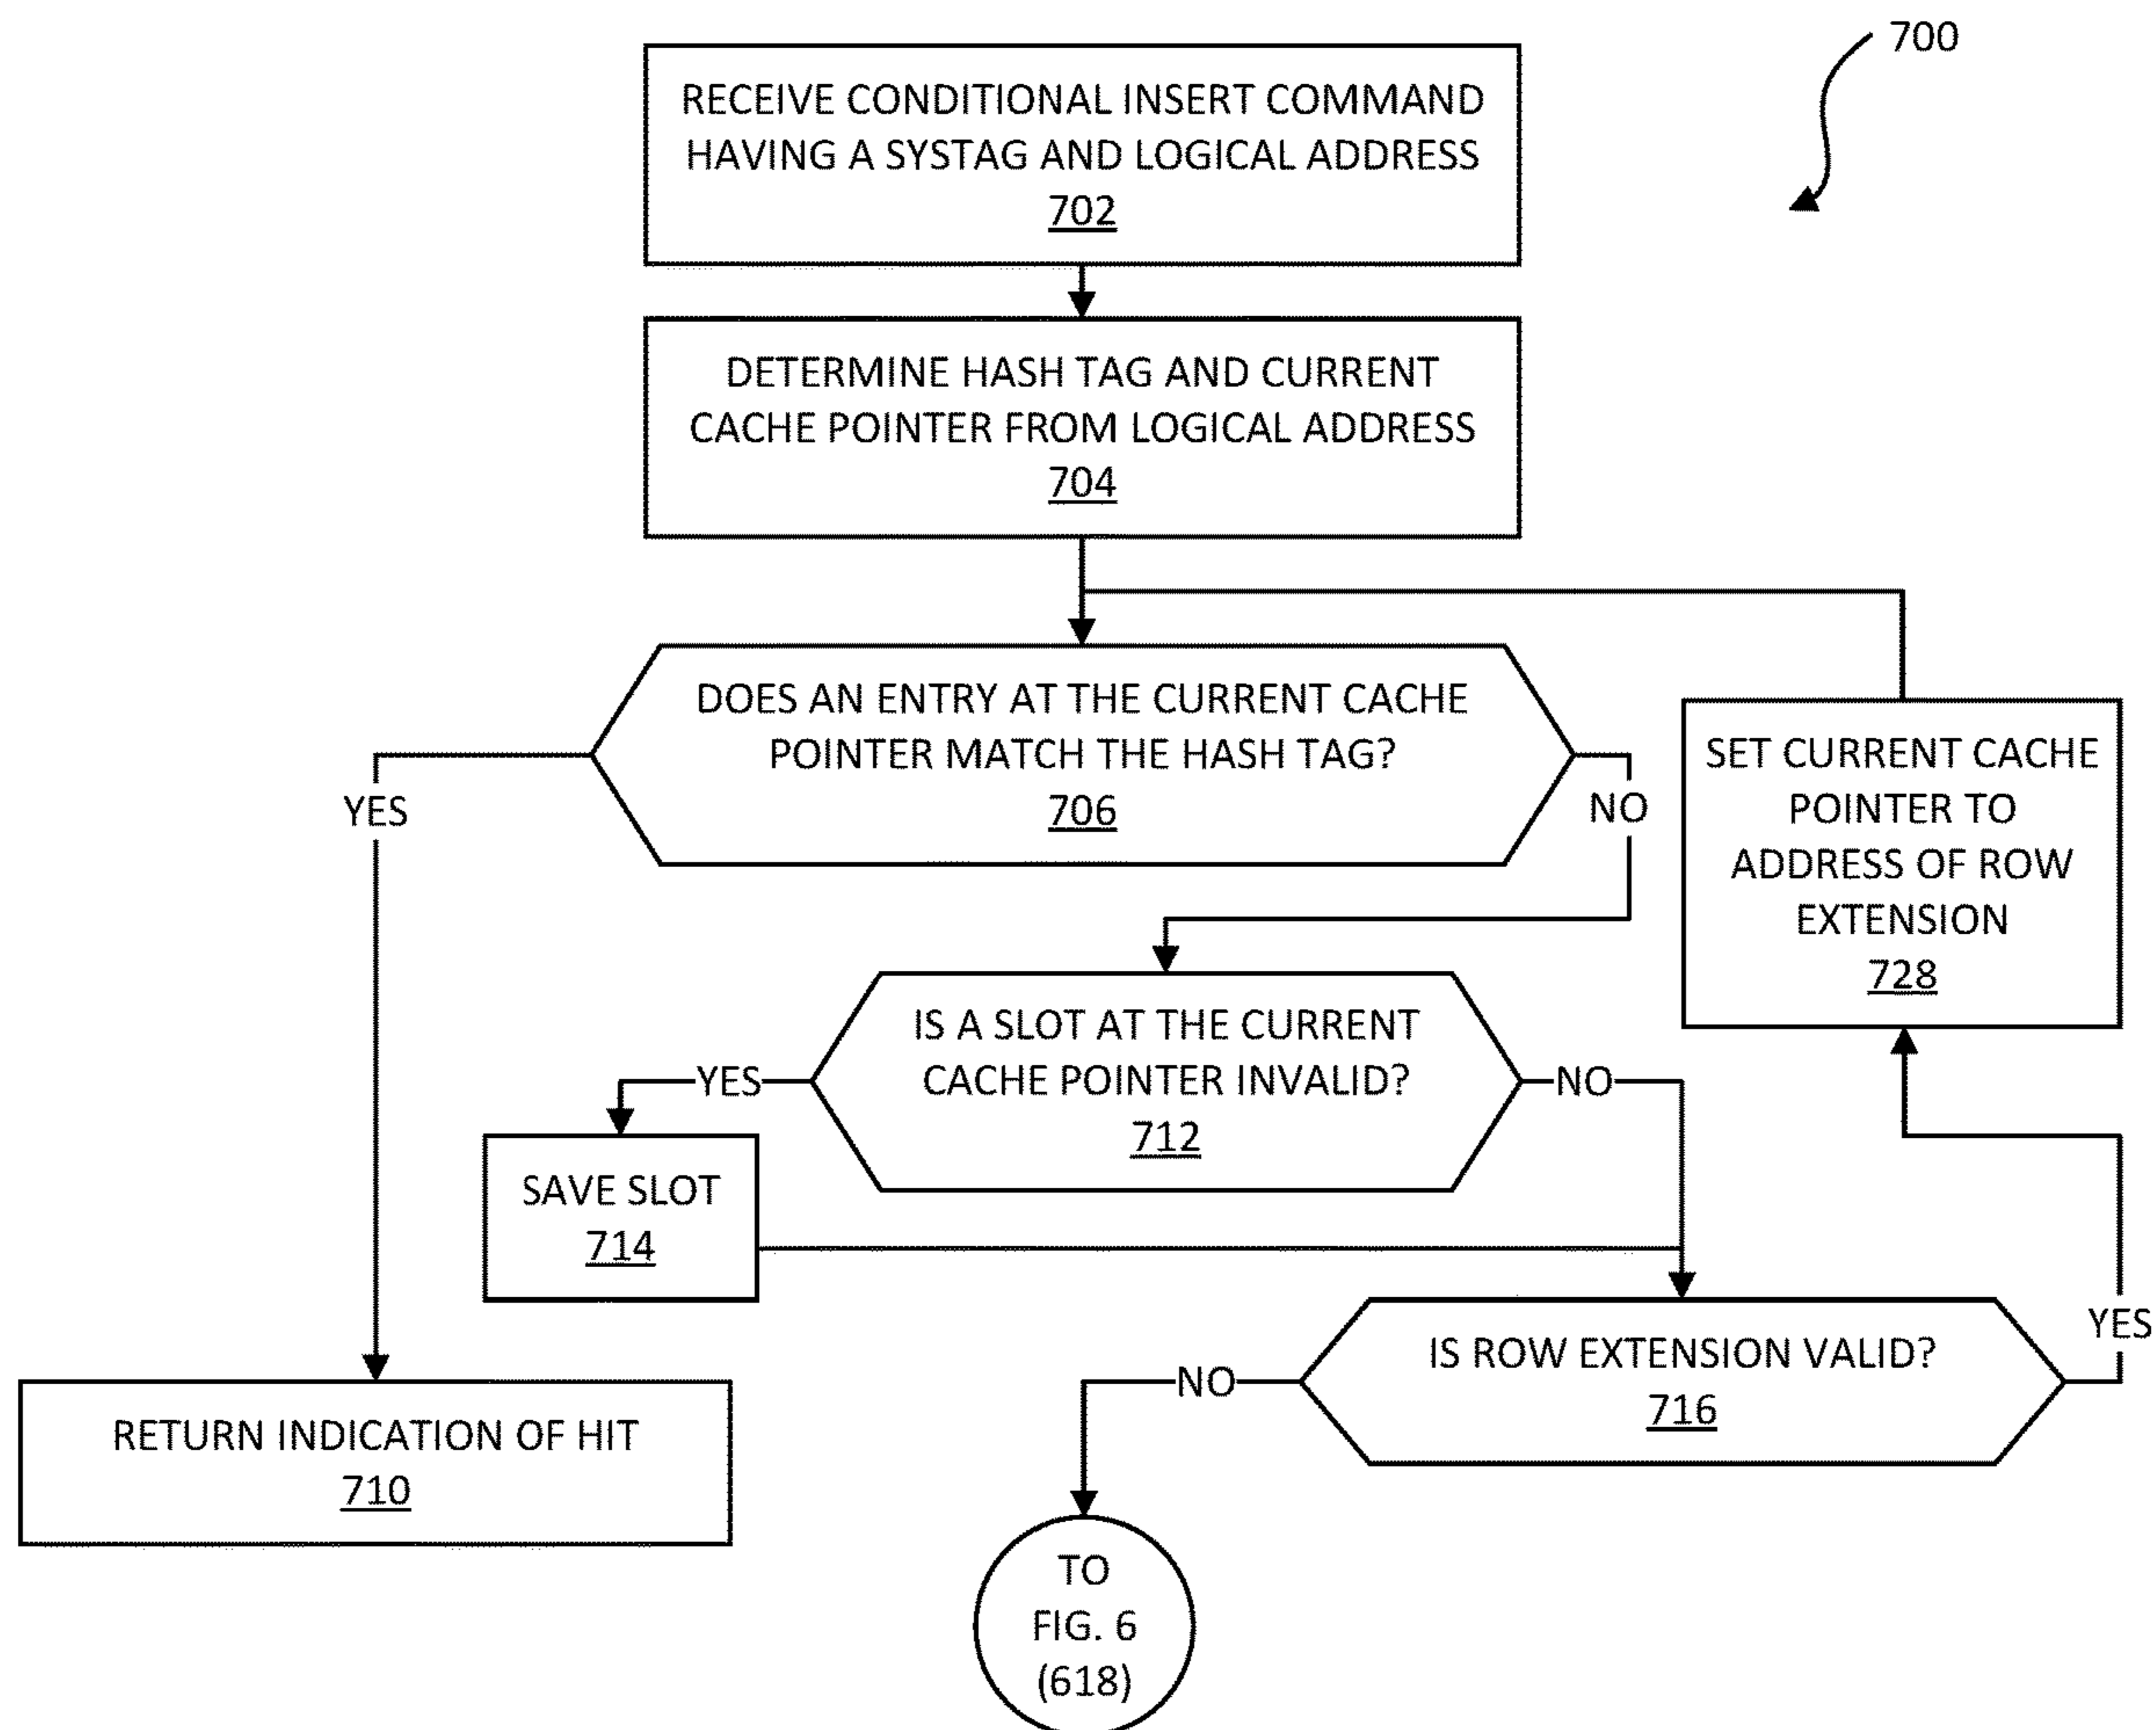 700
RECEIVE CONDITIONAL INSERT COMMAND
HAVING A SYSTAG AND LOGICAL ADDRESS
702
DETERMINE HASH TAG AND CURRENT
CACHE POINTER FROM LOGICAL ADDRESS
704
DOES AN ENTRY AT THE CURRENT CACHE
POINTER MATCH THE HASH TAG?
706
YES
NO
SET CURRENT CACHE
POINTER TO
ADDRESS OF ROW
EXTENSION
728
IS A SLOT AT THE CURRENT
CACHE POINTER INVALID?
712
YES
NO
SAVE SLOT
714
IS ROW EXTENSION VALID?
716
YES
NO
RETURN INDICATION OF HIT
710
TO
FIG. 6
(618)